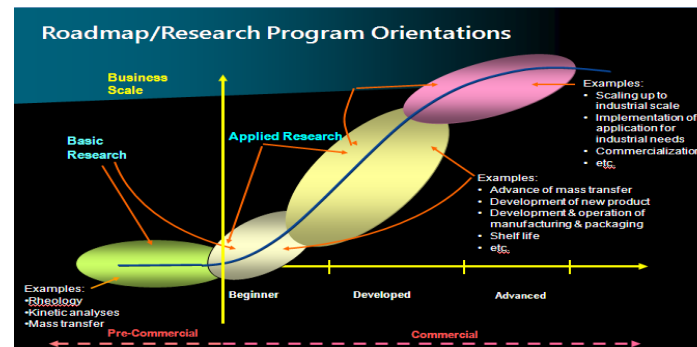 Roadmap/Research Program Orientations
Business
Scale
Basic
Research
Applied Research
Examples:
• Scaling up to
industrial scale
• Implementation of
application for
industrial needs
• Commercialization
• etc.
Examples:
• Advance of mass transfer
• Development of new product
• Development & operation of
manufacturing & packaging
• Shelf life
• etc
Examples:
•Rheology
•Kinetic analyses
•Mass transfer
Beginner
Developed
Advanced
Pre-Commercial
Commercial